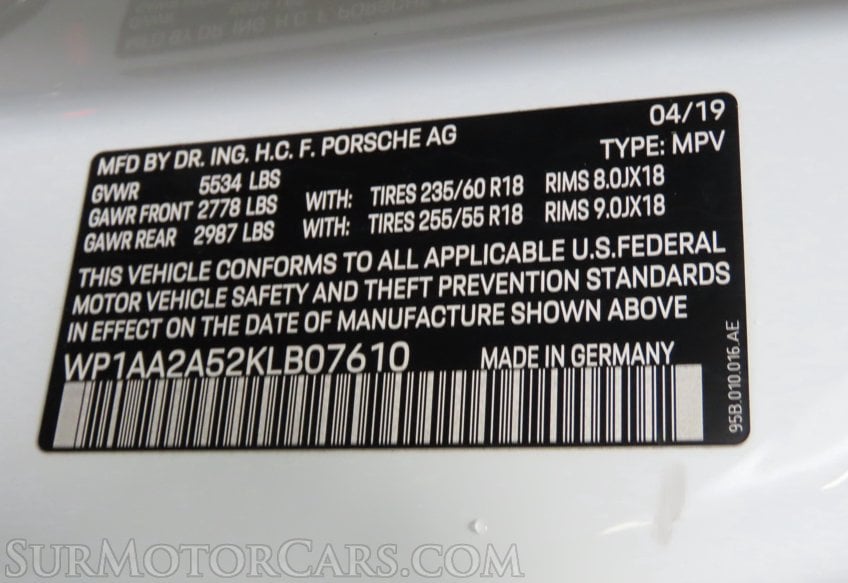 04/19
MFD BY DR. ING. H.C. F. PORSCHE AG
TYPE: MPV
GVWR 5534 LBS
GAWR FRONT 2778 LBS WITH: TIRES 235/60 R18 RIMS 8.0JX18
GAWR REAR 2987 LBS WITH: TIRES 255/55 R18 RIMS 9.0JX18
THIS VEHICLE CONFORMS TO ALL APPLICABLE U.S.FEDERAL
MOTOR VEHICLE SAFETY AND THEFT PREVENTION STANDARDS
IN EFFECT ON THE DATE OF MANUFACTURE SHOWN ABOVE
WP1AA2A52KLB07610 MADE IN GERMANY
95B.010.016.AE
SURMOTORCARS.COM